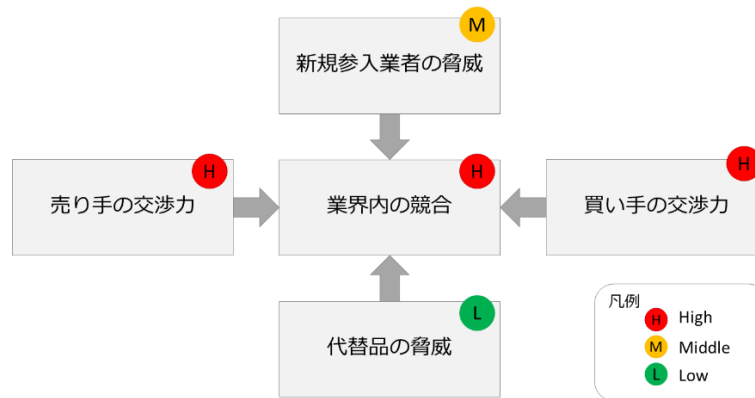 M
新規参入業者の脅威
H
売り手の交渉力
H
業界内の競合
H
買い手の交渉力
L
代替品の脅威
凡例
H High
M Middle
L Low